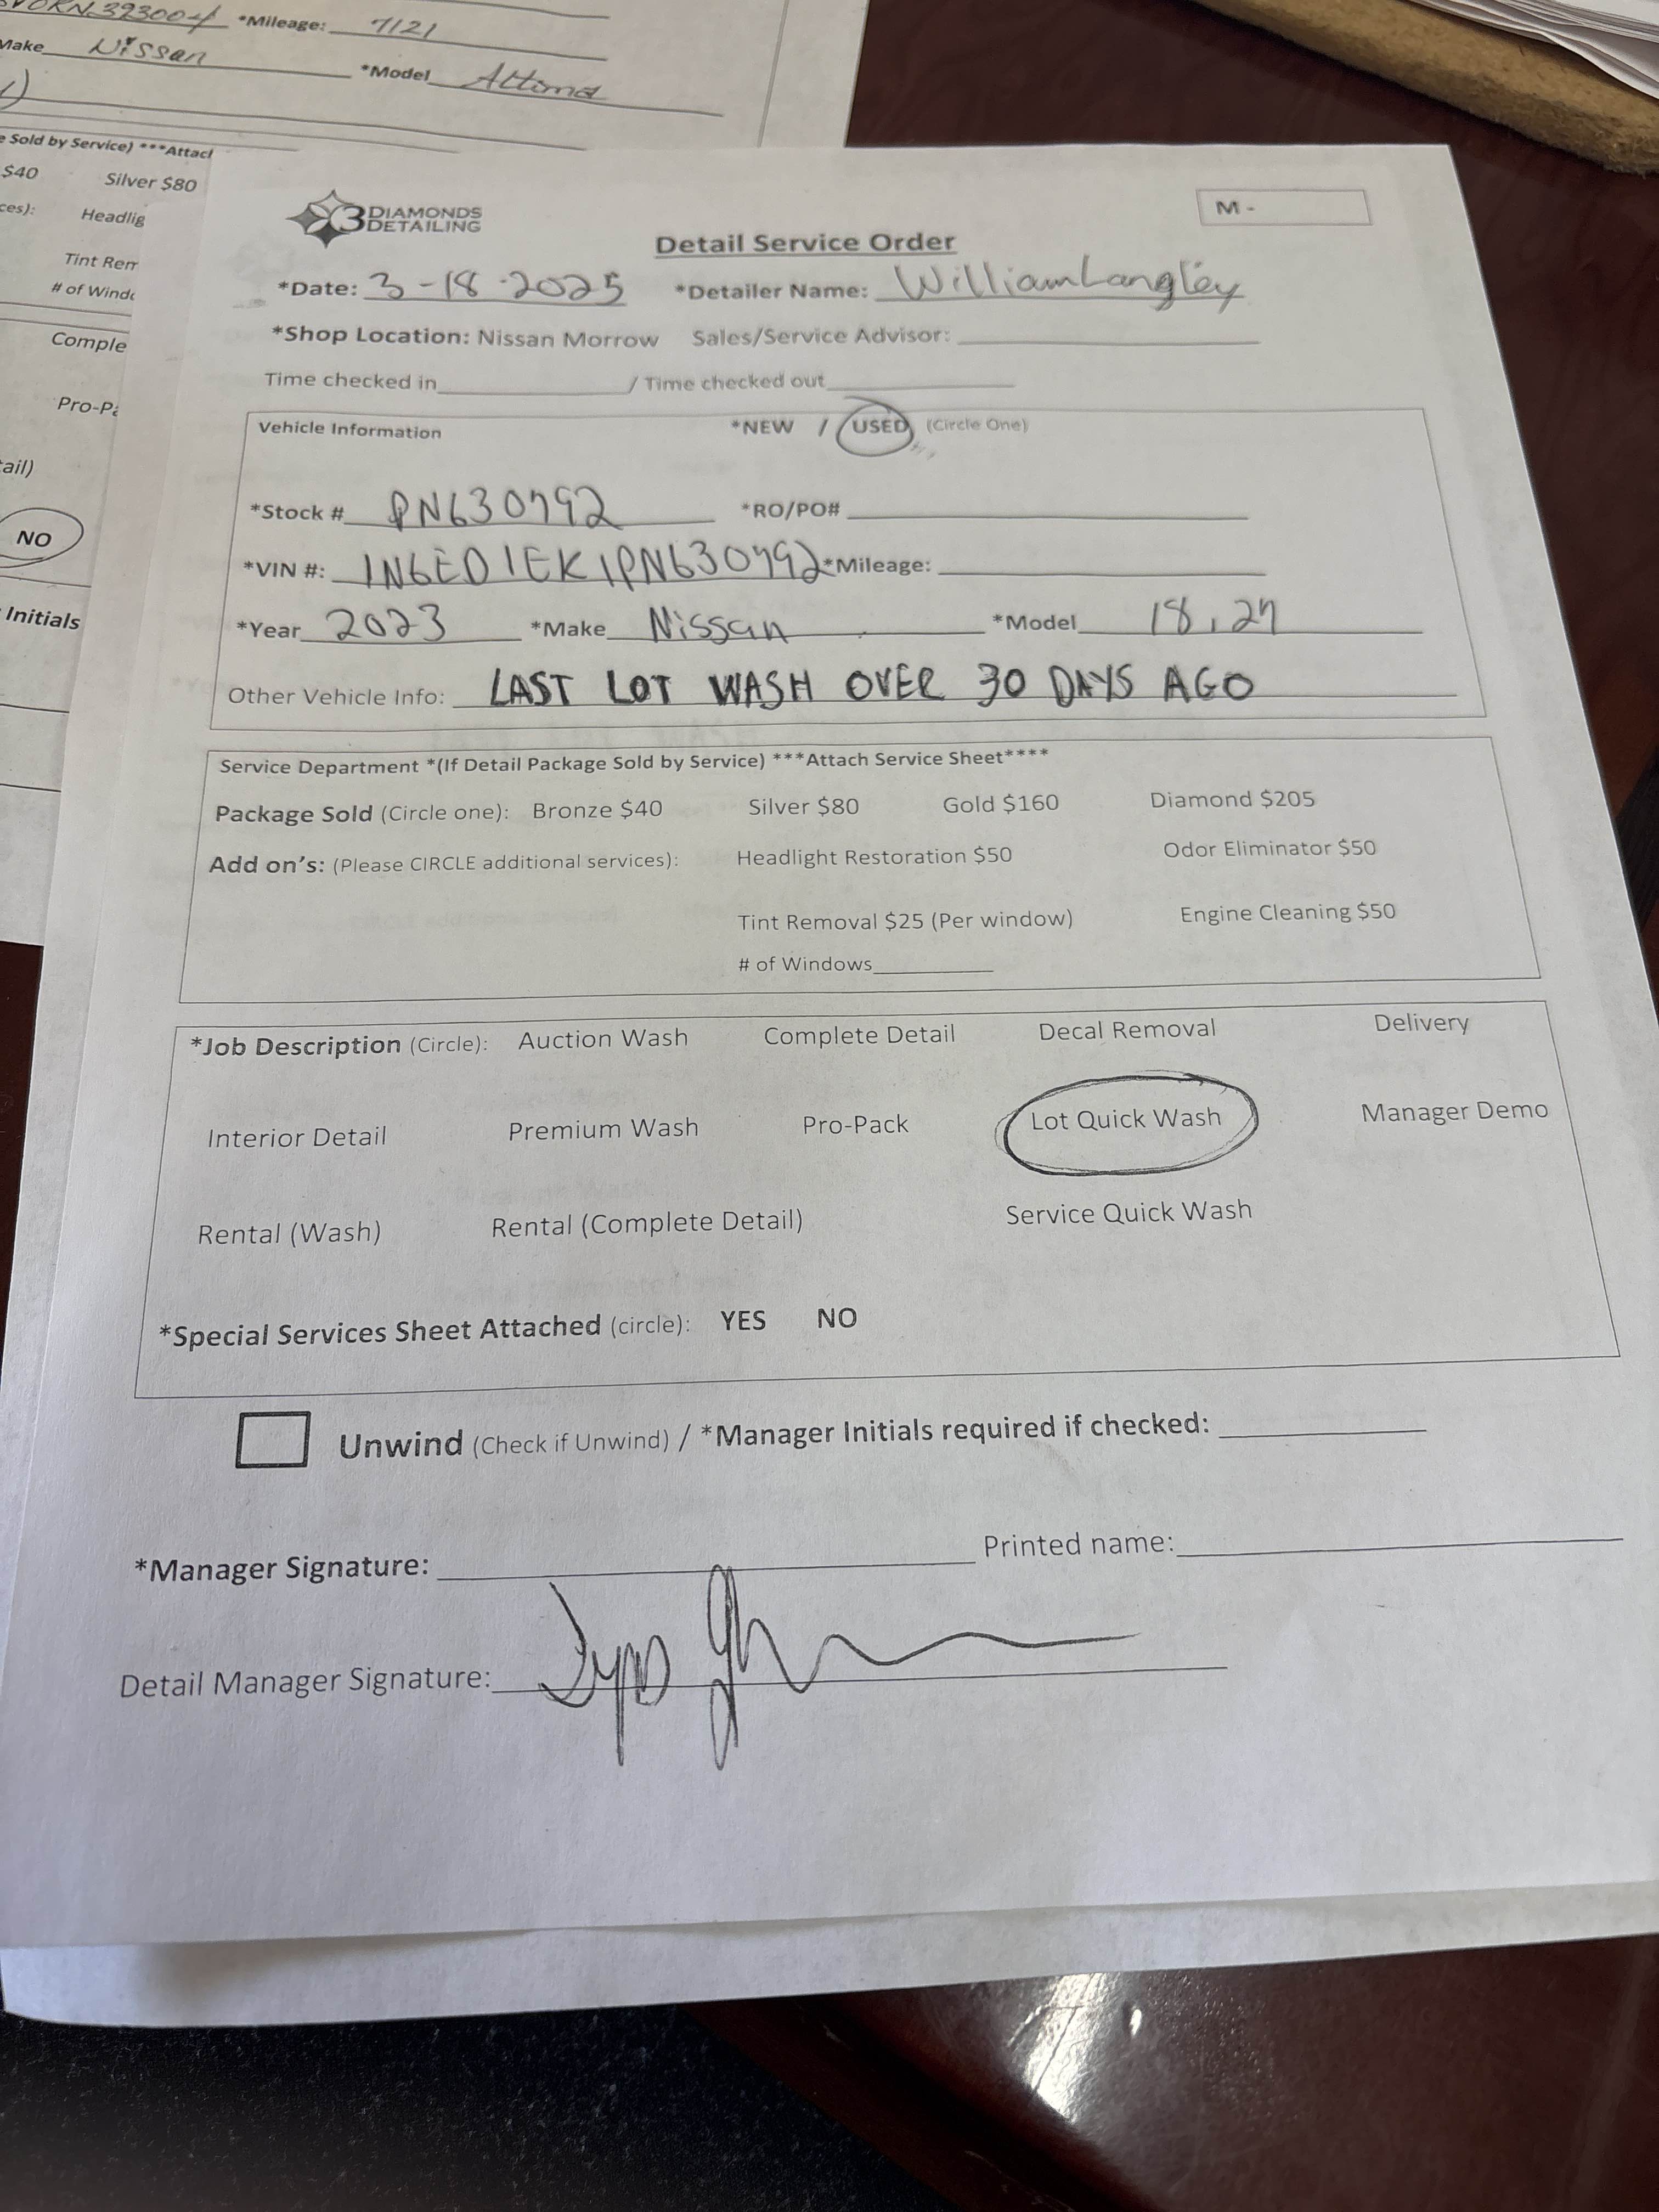 *Mileage: 7121
Make Nissan *Model Altima
e Sold by Service) ***Attach
$40 Silver $80
ces): Headlig
Tint Rem
# of Windo
Comple
Pro-Pa
tail)
NO
Initials
3 DIAMONDS
DETAILING
M -
Detail Service Order
*Date: 3-18-2025 *Detailer Name: William Langley
*Shop Location: Nissan Morrow Sales/Service Advisor:
Time checked in / Time checked out
Vehicle Information *NEW / USED (Circle One)
*Stock # PN630792 *RO/PO#
*VIN #: 1N6ED1EK1PN630792 *Mileage:
*Year 2023 *Make Nissan *Model 18,27
Other Vehicle Info: LAST LOT WASH OVER 30 DAYS AGO
Service Department *(If Detail Package Sold by Service) ***Attach Service Sheet****
Package Sold (Circle one): Bronze $40 Silver $80 Gold $160 Diamond $205
Add on's: (Please CIRCLE additional services): Headlight Restoration $50 Odor Eliminator $50
Tint Removal $25 (Per window) Engine Cleaning $50
# of Windows
*Job Description (Circle): Auction Wash Complete Detail Decal Removal Delivery
Interior Detail Premium Wash Pro-Pack Lot Quick Wash Manager Demo
Rental (Wash) Rental (Complete Detail) Service Quick Wash
*Special Services Sheet Attached (circle): YES NO
Unwind (Check if Unwind) / *Manager Initials required if checked:
*Manager Signature: Printed name:
Detail Manager Signature: